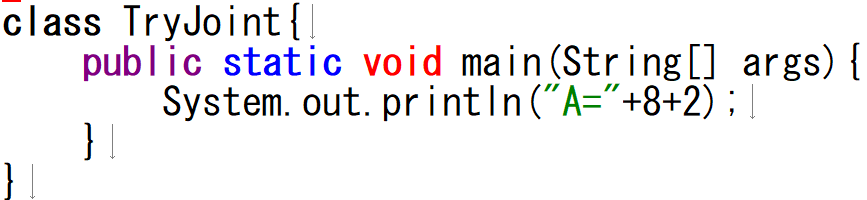 class TryJoint{
    public static void main(String[] args){
        System.out.println("A="+8+2);
    }
}